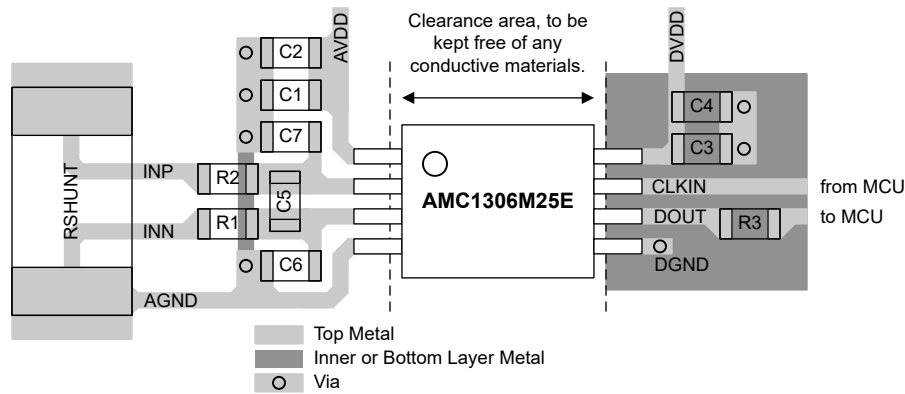 Clearance area, to be
kept free of any
conductive materials.
AVDD
DVDD
C2
C1
C7
C4
C3
RSHUNT
INP
R2
C5
AMC1306M25E
CLKIN
from MCU
INN
R1
DOUT
R3
to MCU
C6
DGND
AGND
Top Metal
Inner or Bottom Layer Metal
Via